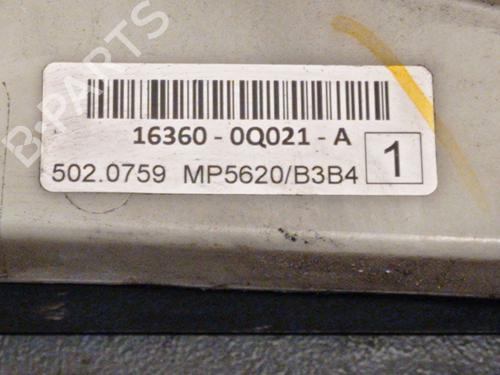 B-PARTS
16360 - 0Q021 - A
502.0759 MP5620/B3B4
1